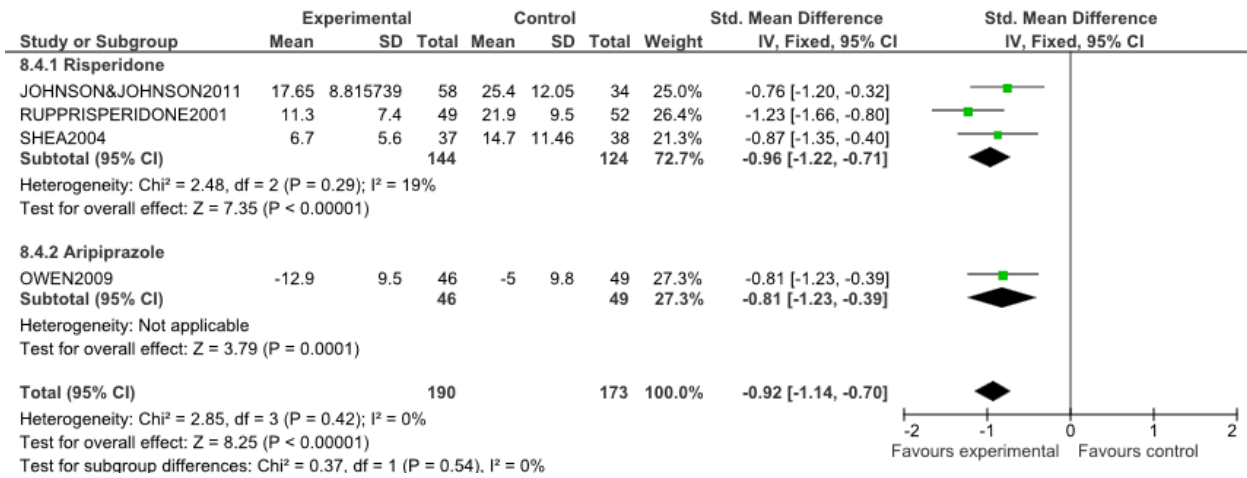 Experimental Control Std. Mean Difference Std. Mean Difference
Study or Subgroup Mean SD Total Mean SD Total Weight IV, Fixed, 95% CI IV, Fixed, 95% CI
8.4.1 Risperidone
JOHNSON&JOHNSON2011 17.65 8.815739 58 25.4 12.05 34 25.0% -0.76 [-1.20, -0.32]
RUPPRISPERIDONE2001 11.3 7.4 49 21.9 9.5 52 26.4% -1.23 [-1.66, -0.80]
SHEA2004 6.7 5.6 37 14.7 11.46 38 21.3% -0.87 [-1.35, -0.40]
Subtotal (95% CI) 144 124 72.7% -0.96 [-1.22, -0.71]
Heterogeneity: Chi² = 2.48, df = 2 (P = 0.29); I² = 19%
Test for overall effect: Z = 7.35 (P < 0.00001)
8.4.2 Aripiprazole
OWEN2009 -12.9 9.5 46 -5 9.8 49 27.3% -0.81 [-1.23, -0.39]
Subtotal (95% CI) 46 49 27.3% -0.81 [-1.23, -0.39]
Heterogeneity: Not applicable
Test for overall effect: Z = 3.79 (P = 0.0001)
Total (95% CI) 190 173 100.0% -0.92 [-1.14, -0.70]
Heterogeneity: Chi² = 2.85, df = 3 (P = 0.42); I² = 0%
Test for overall effect: Z = 8.25 (P < 0.00001)
Test for subgroup differences: Chi² = 0.37, df = 1 (P = 0.54), I² = 0%
-2 -1 0 1 2
Favours experimental Favours control